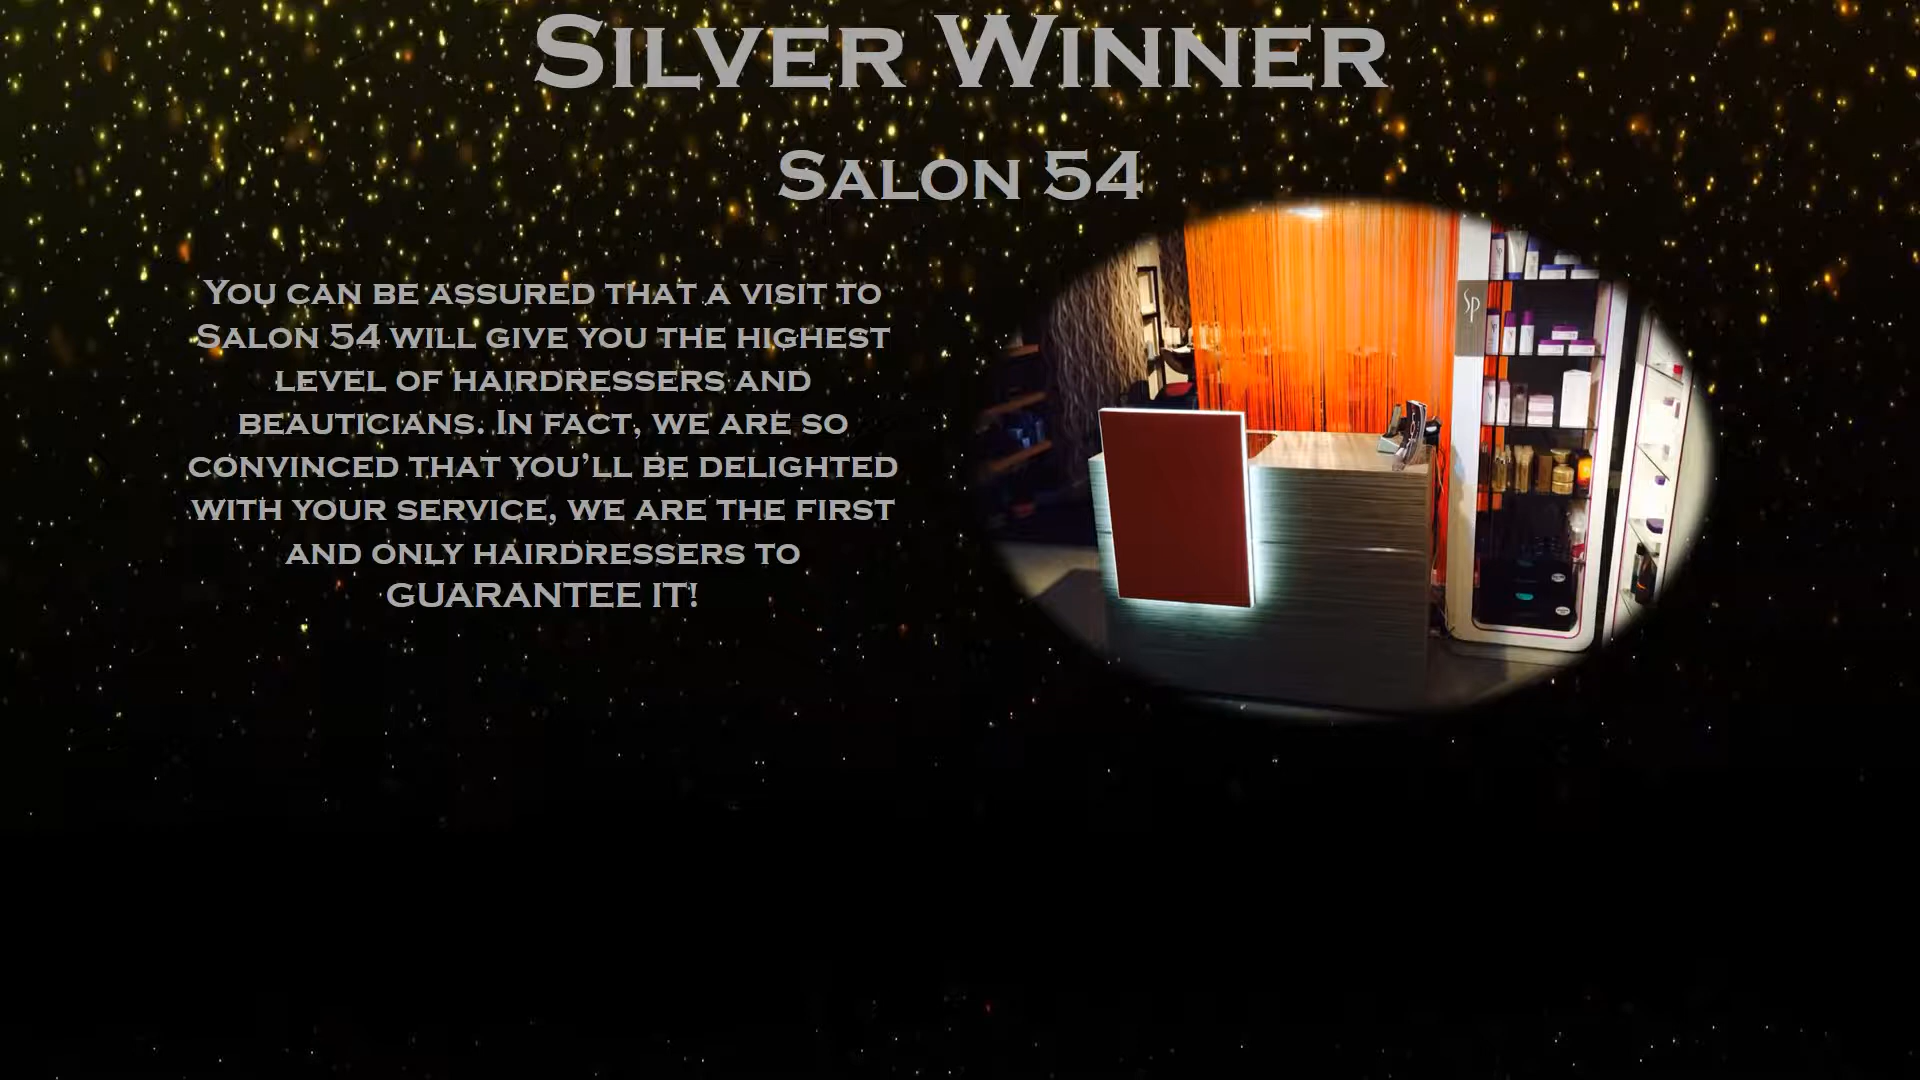 Silver Winner
Salon 54
You can be assured that a visit to
Salon 54 will give you the highest
level of hairdressers and
beauticians. In fact, we are so
convinced that you'll be delighted
with your service, we are the first
and only hairdressers to
GUARANTEE IT!
SP